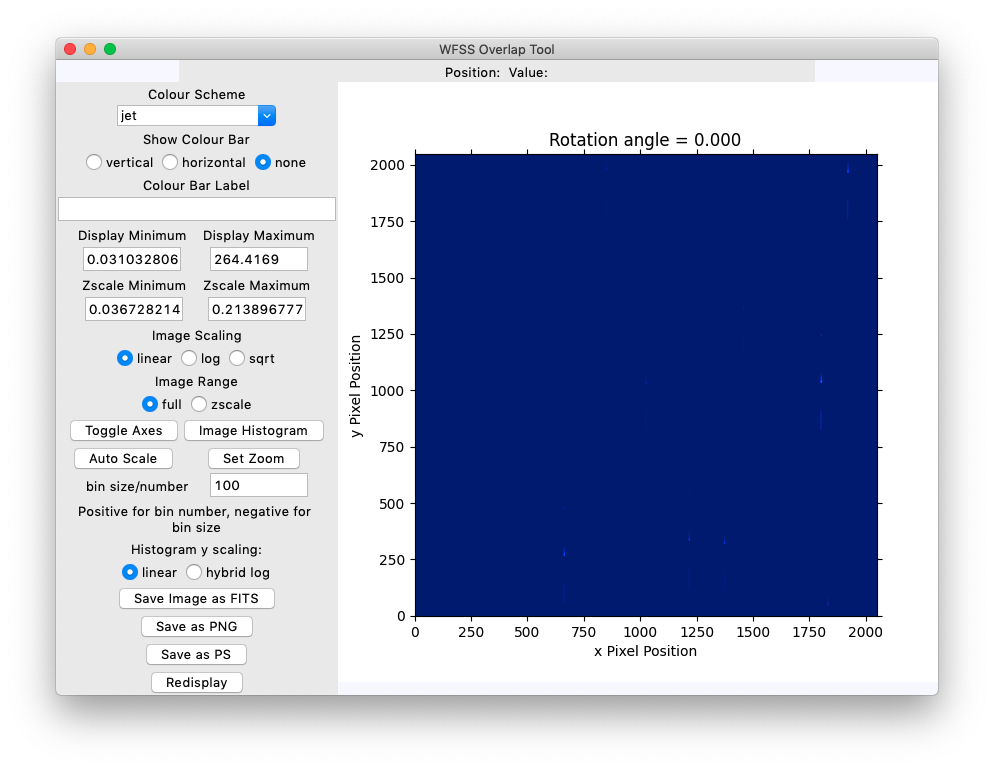 WFSS Overlap Tool
Position:  Value:
Colour Scheme
jet
Show Colour Bar
vertical horizontal none
Colour Bar Label
Display Minimum Display Maximum
0.031032806 264.4169
Zscale Minimum Zscale Maximum
0.036728214 0.213896777
Image Scaling
linear log sqrt
Image Range
full zscale
Toggle Axes Image Histogram
Auto Scale Set Zoom
bin size/number 100
Positive for bin number, negative for
bin size
Histogram y scaling:
linear hybrid log
Save Image as FITS
Save as PNG
Save as PS
Redisplay
Rotation angle = 0.000
2000
1750
1500
1250
1000
750
500
250
0
y Pixel Position
0 250 500 750 1000 1250 1500 1750 2000
x Pixel Position